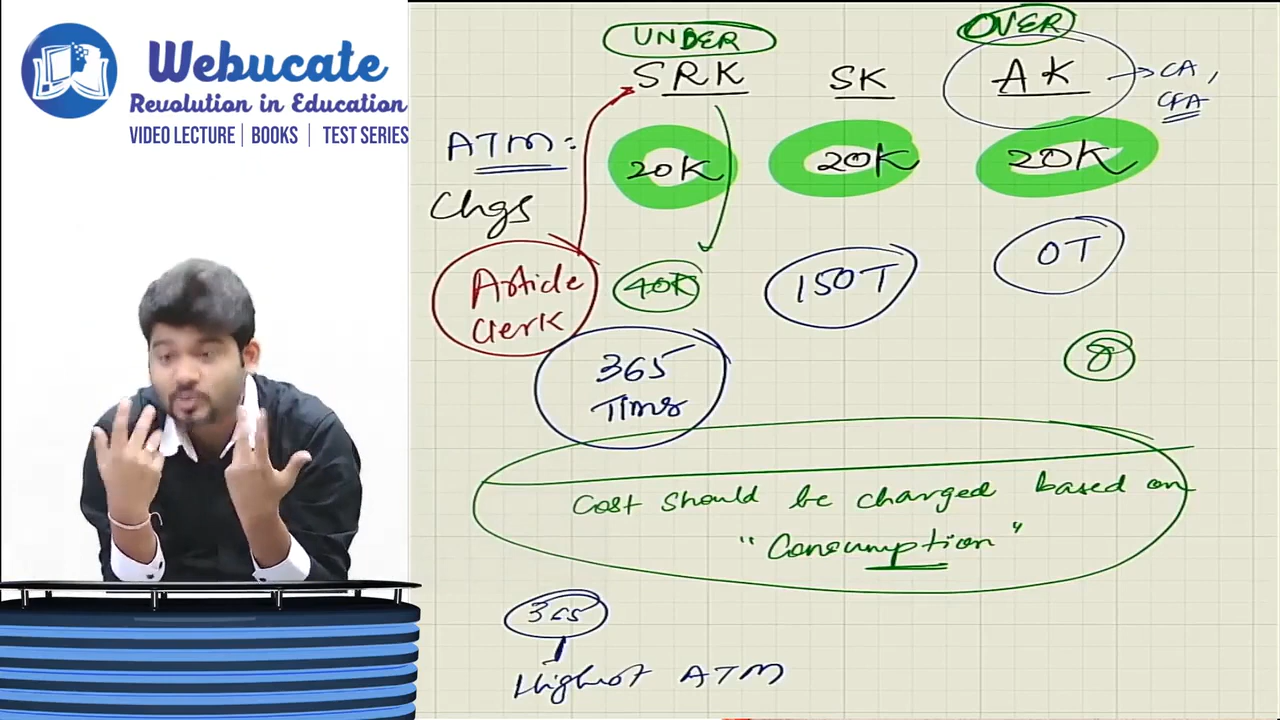 Webucate
Revolution in Education
VIDEO LECTURE | BOOKS | TEST SERIES
UNDER
OVER
SRK
SK
AK
CA,
CFA
ATM:
Chgs
20K
20K
20K
Article
Clerk
40K
150T
0T
365
Times
8
Cost should be charged based on
"Consumption"
365
Highest ATM